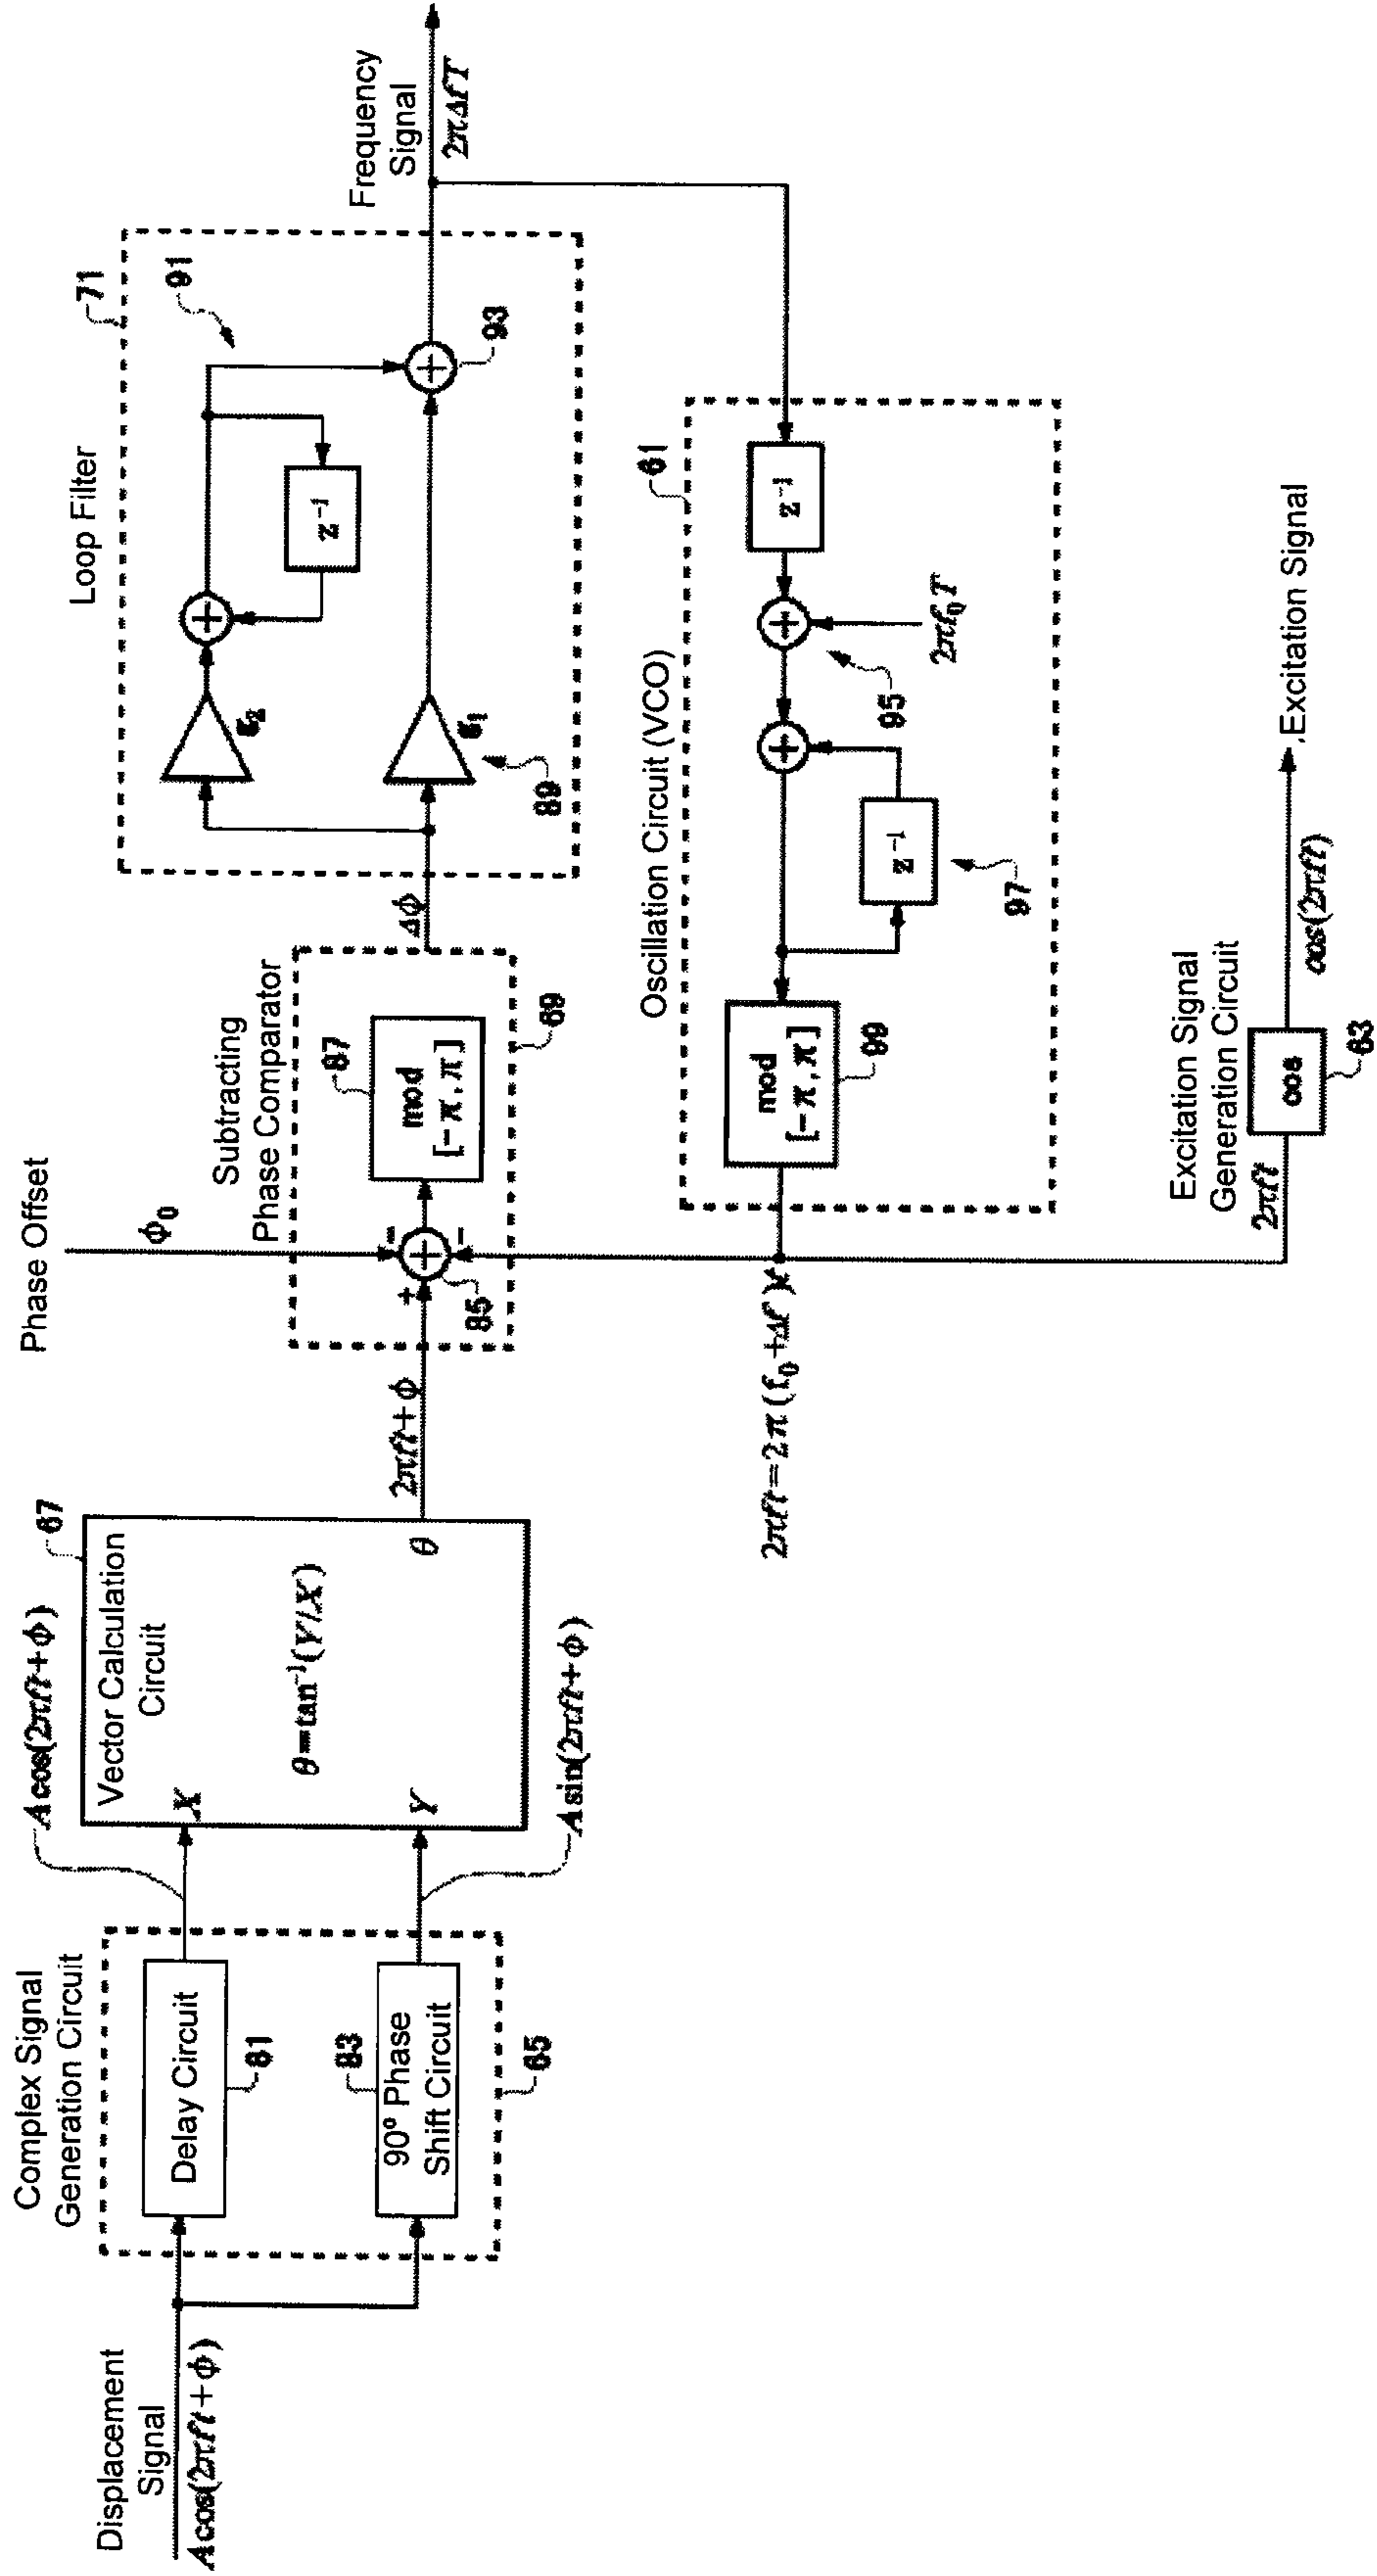 Displacement
Signal
Acos(2πft+ϕ)
Complex Signal
Generation Circuit
Delay Circuit
81
83
90° Phase
Shift Circuit
65
Acos(2πft+ϕ)
67
Vector Calculation
Circuit
X
θ=tan⁻¹(Y/X)
Y
θ
Asin(2πft+ϕ)
2πft+ϕ
Phase Offset
ϕ₀
Subtracting
Phase Comparator
87
mod
[-π,π]
+
−
−
+
85
69
Δϕ
Loop Filter
71
g₂
+
z⁻¹
91
g₁
89
+
93
Frequency
Signal
2πΔfT
Oscillation Circuit (VCO)
61
z⁻¹
+
2πf₀T
95
+
z⁻¹
97
mod
[-π,π]
99
2πft=2π(f₀+Δf)t
Excitation Signal
Generation Circuit
2πft
cos
63
cos(2πft)
Excitation Signal